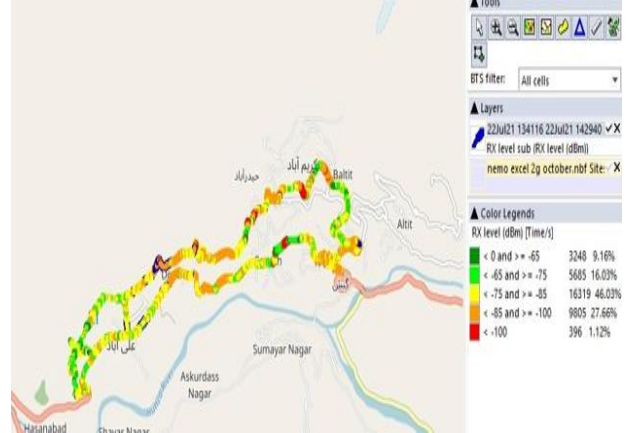 Tools
BTS filter: All cells
Layers
22Jul21 134116 22Jul21 142940
RX level sub (RX level (dBm))
nemo excel 2g october.nbf Site
Color Legends
RX level (dBm) [Time/s]
< 0 and >= -65 3248 9.16%
< -65 and >= -75 5685 16.03%
< -75 and >= -85 16319 46.03%
< -85 and >= -100 9805 27.66%
< -100 396 1.12%
کریم آباد
حیدرآباد
Baltit
Altit
گنش
علی آباد
Sumayar Nagar
Askurdass
Nagar
Hasanabad
Shayar Nagar